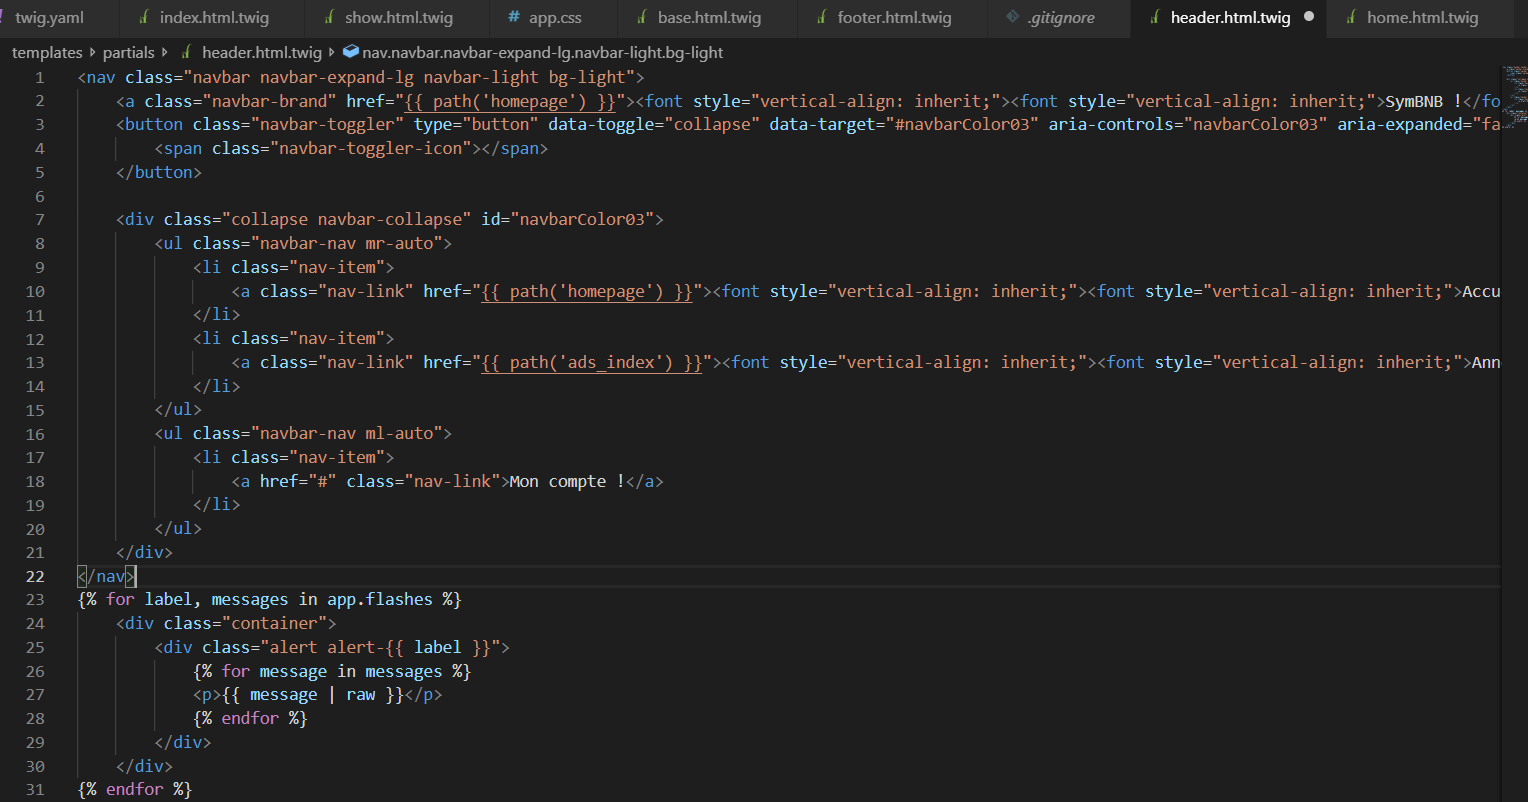 twig.yaml index.html.twig show.html.twig # app.css base.html.twig footer.html.twig .gitignore header.html.twig home.html.twig
templates partials header.html.twig nav.navbar.navbar-expand-lg.navbar-light.bg-light
1 <nav class="navbar navbar-expand-lg navbar-light bg-light">
2 <a class="navbar-brand" href="{{ path('homepage') }}"><font style="vertical-align: inherit;"><font style="vertical-align: inherit;">SymBNB !</fo
3 <button class="navbar-toggler" type="button" data-toggle="collapse" data-target="#navbarColor03" aria-controls="navbarColor03" aria-expanded="fa
4 <span class="navbar-toggler-icon"></span>
5 </button>
6
7 <div class="collapse navbar-collapse" id="navbarColor03">
8 <ul class="navbar-nav mr-auto">
9 <li class="nav-item">
10 <a class="nav-link" href="{{ path('homepage') }}"><font style="vertical-align: inherit;"><font style="vertical-align: inherit;">Accu
11 </li>
12 <li class="nav-item">
13 <a class="nav-link" href="{{ path('ads_index') }}"><font style="vertical-align: inherit;"><font style="vertical-align: inherit;">Ann
14 </li>
15 </ul>
16 <ul class="navbar-nav ml-auto">
17 <li class="nav-item">
18 <a href="#" class="nav-link">Mon compte !</a>
19 </li>
20 </ul>
21 </div>
22 </nav>
23 {% for label, messages in app.flashes %}
24 <div class="container">
25 <div class="alert alert-{{ label }}">
26 {% for message in messages %}
27 <p>{{ message | raw }}</p>
28 {% endfor %}
29 </div>
30 </div>
31 {% endfor %}